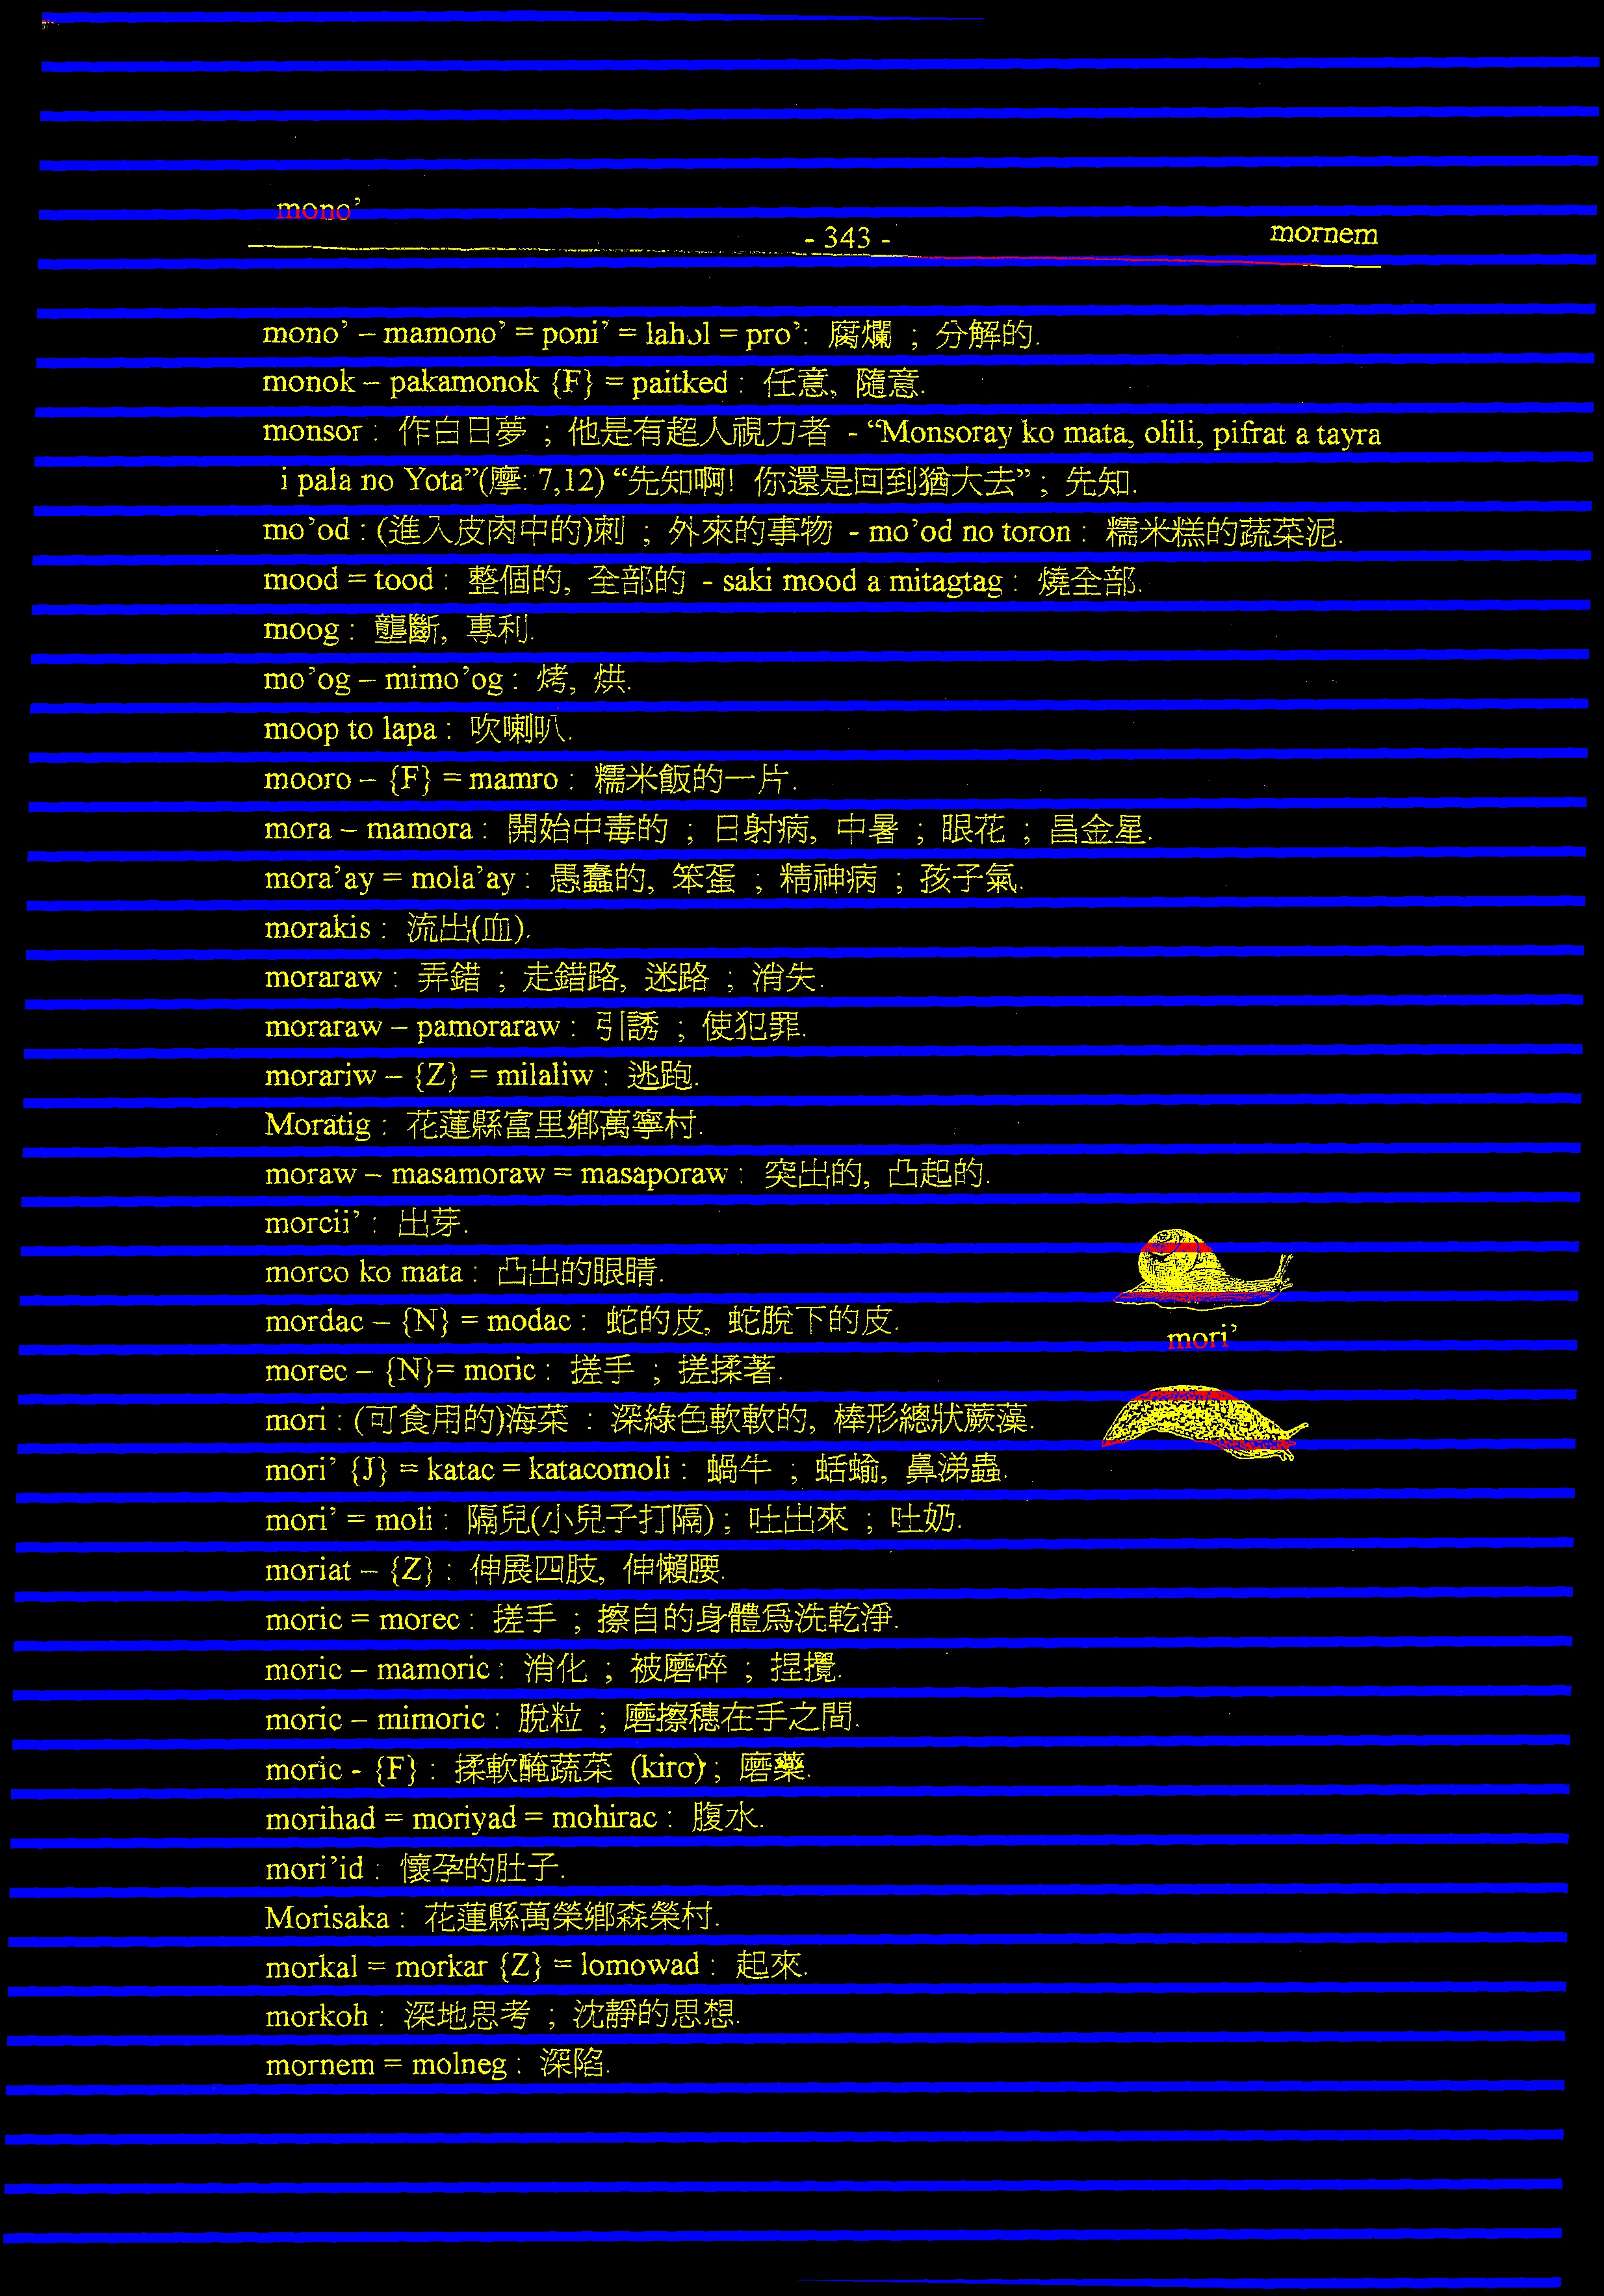 mono’
- 343 -
mornem
mono’ – mamono’ = poni’ = lahol = pro’: 腐爛 ; 分解的.
monok – pakamonok {F} = paitked : 任意, 隨意.
monsor : 作白日夢 ; 他是有超人視力者 - “Monsoray ko mata, olili, pifrat a tayra
i pala no Yota”(摩: 7,12) “先知啊! 你還是回到猶大去” ; 先知.
mo’od : (進入皮肉中的)刺 ; 外來的事物 - mo’od no toron : 糯米糕的蔬菜泥.
mood = tood : 整個的, 全部的 - saki mood a mitagtag : 燒全部.
moog : 壟斷, 專利.
mo’og – mimo’og : 烤, 烘.
moop to lapa : 吹喇叭.
mooro – {F} = mamro : 糯米飯的一片.
mora – mamora : 開始中毒的 ; 日射病, 中暑 ; 眼花 ; 昌金星.
mora’ay = mola’ay : 愚蠢的, 笨蛋 ; 精神病 ; 孩子氣.
morakis : 流出(血).
moraraw : 弄錯 ; 走錯路, 迷路 ; 消失.
moraraw – pamoraraw : 引誘 ; 使犯罪.
morariw – {Z} = milaliw : 逃跑.
Moratig : 花蓮縣富里鄉萬寧村.
moraw – masamoraw = masaporaw : 突出的, 凸起的.
morcii’ : 出芽.
morco ko mata : 凸出的眼睛.
mordac – {N} = modac : 蛇的皮, 蛇脫下的皮.
mori’
morec – {N}= moric : 搓手 ; 搓揉著.
mori : (可食用的)海菜 : 深綠色軟軟的, 棒形總狀蕨藻.
mori’ {J} = katac = katacomoli : 蝸牛 ; 蛞蝓, 鼻涕蟲.
mori’ = moli : 隔兒(小兒子打隔) ; 吐出來 ; 吐奶.
moriat – {Z} : 伸展四肢, 伸懶腰.
moric = morec : 搓手 ; 擦自的身體爲洗乾淨.
moric – mamoric : 消化 ; 被磨碎 ; 捏攪.
moric – mimoric : 脫粒 ; 磨擦穗在手之間.
moric - {F} : 揉軟醃蔬菜 (kiro) ; 磨藥.
morihad = moriyad = mohirac : 腹水.
mori’id : 懷孕的肚子.
Morisaka : 花蓮縣萬榮鄉森榮村.
morkal = morkar {Z} = lomowad : 起來.
morkoh : 深地思考 ; 沈靜的思想.
mornem = molneg : 深陷.